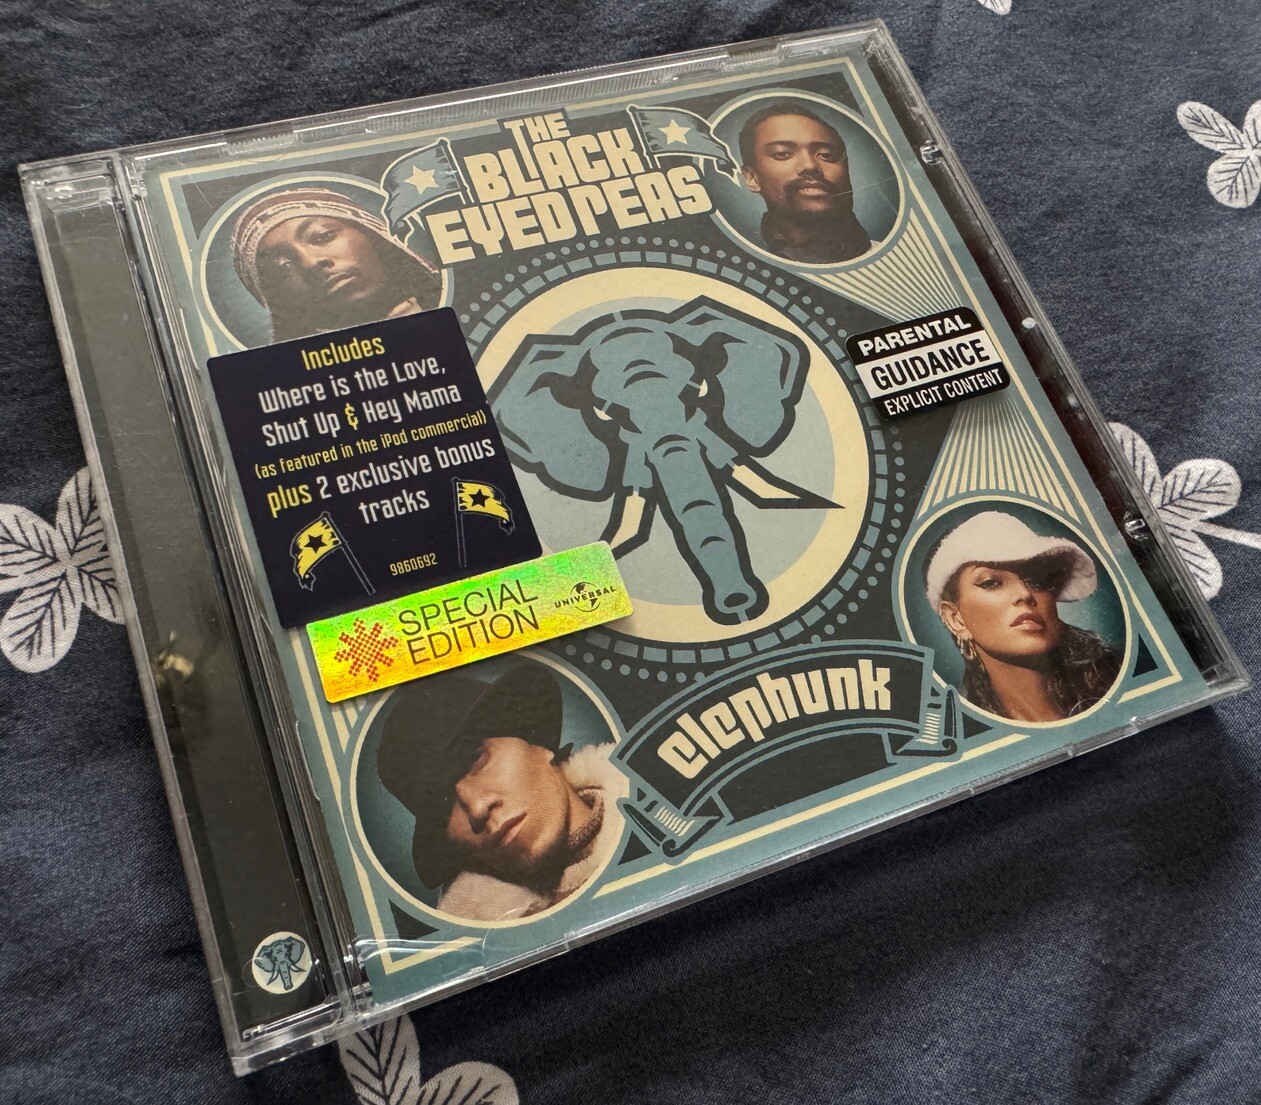 THE
BLACK
EYED PEAS
Includes
Where is the Love,
Shut Up & Hey Mama
(as featured in the iPod commercial)
plus 2 exclusive bonus
tracks
9860692
SPECIAL
EDITION
UNIVERSAL
PARENTAL
GUIDANCE
EXPLICIT CONTENT
elephunk